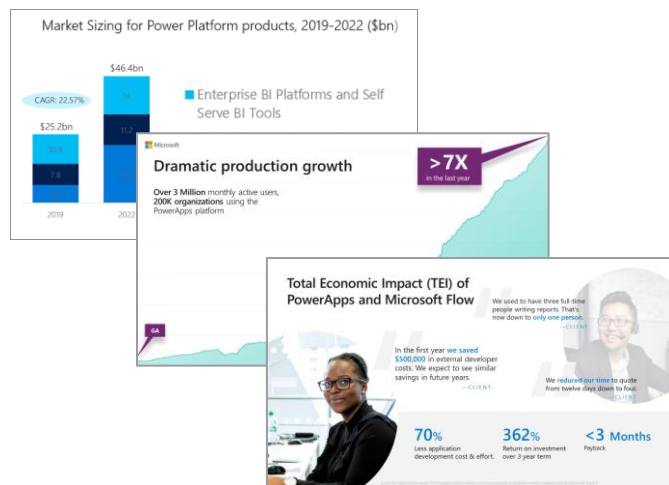 Market Sizing for Power Platform products, 2019-2022 ($bn)
$46.4bn
CAGR: 22.57%
$25.2bn
14
11.2
10.5
7.8
2019
2022
Enterprise BI Platforms and Self
Serve BI Tools
Microsoft
Dramatic production growth
Over 3 Million monthly active users,
200K organizations using the
PowerApps platform
>7X
in the last year
GA
Total Economic Impact (TEI) of
PowerApps and Microsoft Flow
We used to have three full-time
people writing reports. That's
now down to only one person.
—CLIENT
In the first year we saved
$500,000 in external developer
costs. We expect to see similar
savings in future years.
—CLIENT
We reduced our time to quote
from twelve days down to four.
—CLIENT
70%
Less application
development cost & effort.
362%
Return on investment
over 3 year term
<3 Months
Payback